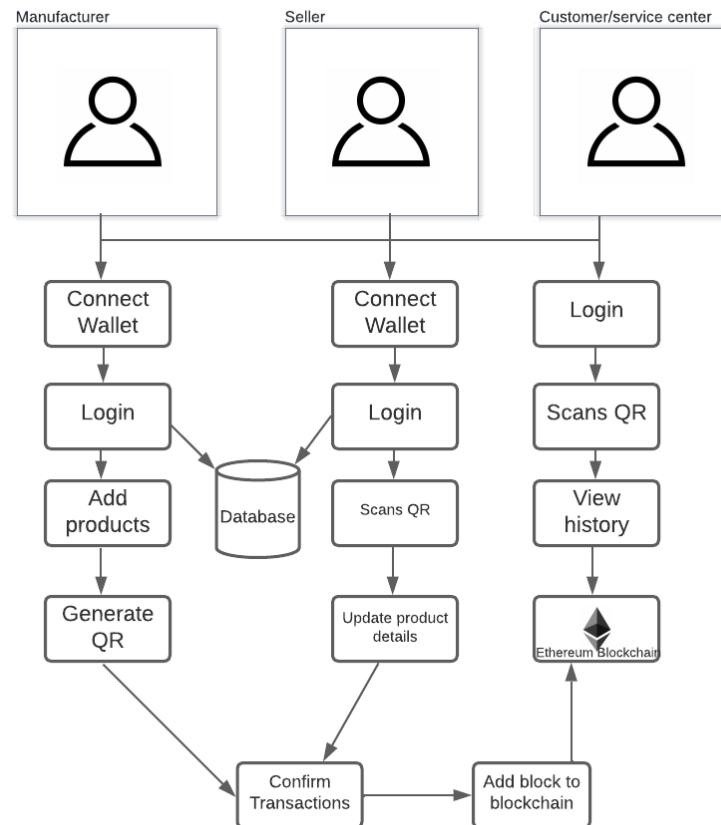 Manufacturer
Seller
Customer/service center
Connect
Wallet
Connect
Wallet
Login
Login
Login
Scans QR
Add
products
Database
Scans QR
View
history
Generate
QR
Update product
details
Ethereum Blockchain
Confirm
Transactions
Add block to
blockchain